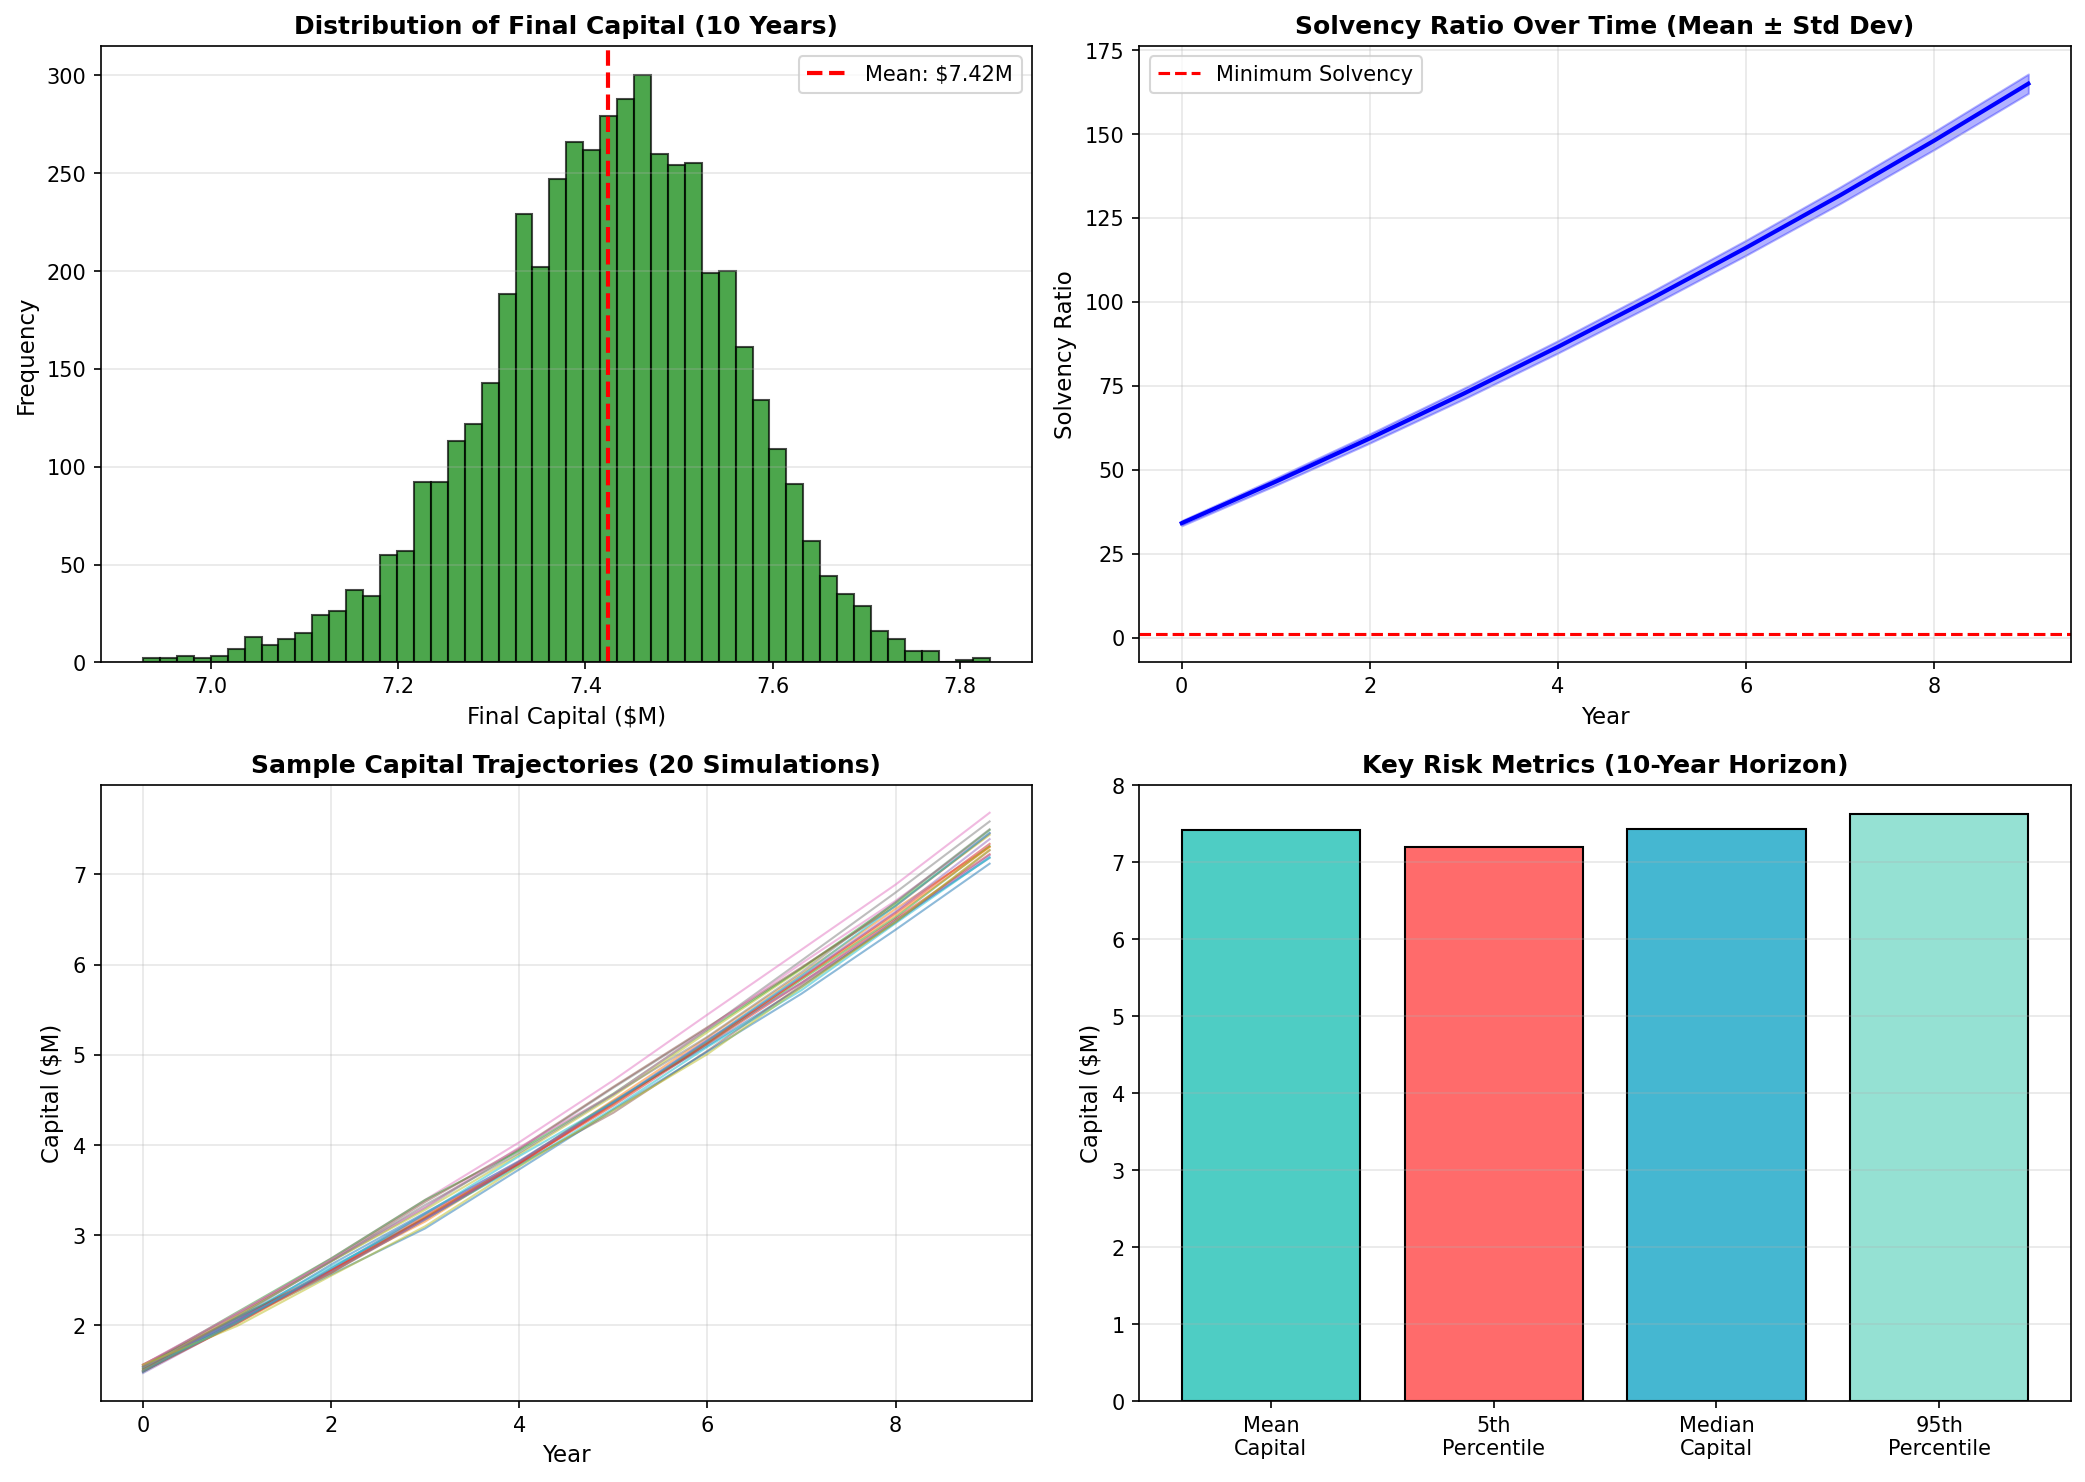 Distribution of Final Capital (10 Years)
Mean: $7.42M
Frequency
300
250
200
150
100
50
0
7.0 7.2 7.4 7.6 7.8
Final Capital ($M)
Solvency Ratio Over Time (Mean ± Std Dev)
Minimum Solvency
Solvency Ratio
175
150
125
100
75
50
25
0
0 2 4 6 8
Year
Sample Capital Trajectories (20 Simulations)
Capital ($M)
7
6
5
4
3
2
0 2 4 6 8
Year
Key Risk Metrics (10-Year Horizon)
Capital ($M)
8
7
6
5
4
3
2
1
0
Mean
Capital
5th
Percentile
Median
Capital
95th
Percentile